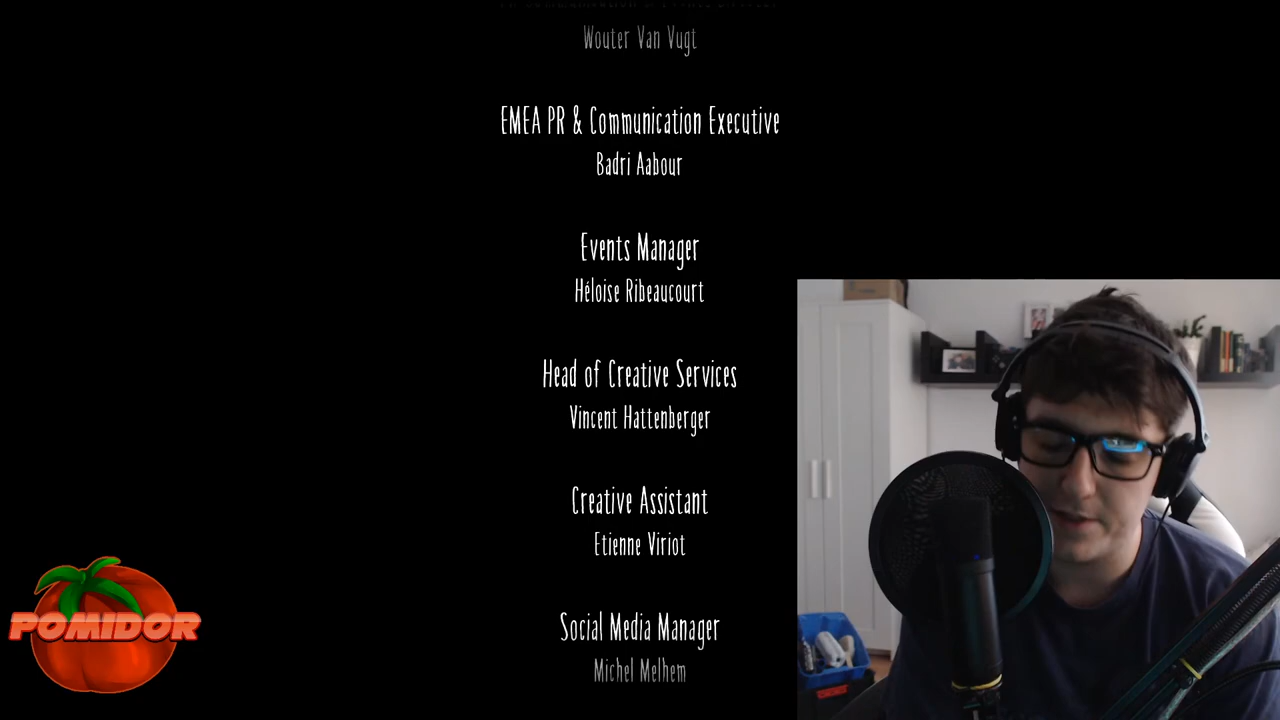 Wouter Van Vugt
EMEA PR & Communication Executive
Badri Aabour
Events Manager
Héloise Ribeaucourt
Head of Creative Services
Vincent Hattenberger
Creative Assistant
Etienne Viriot
Social Media Manager
Michel Melhem
POMIDOR